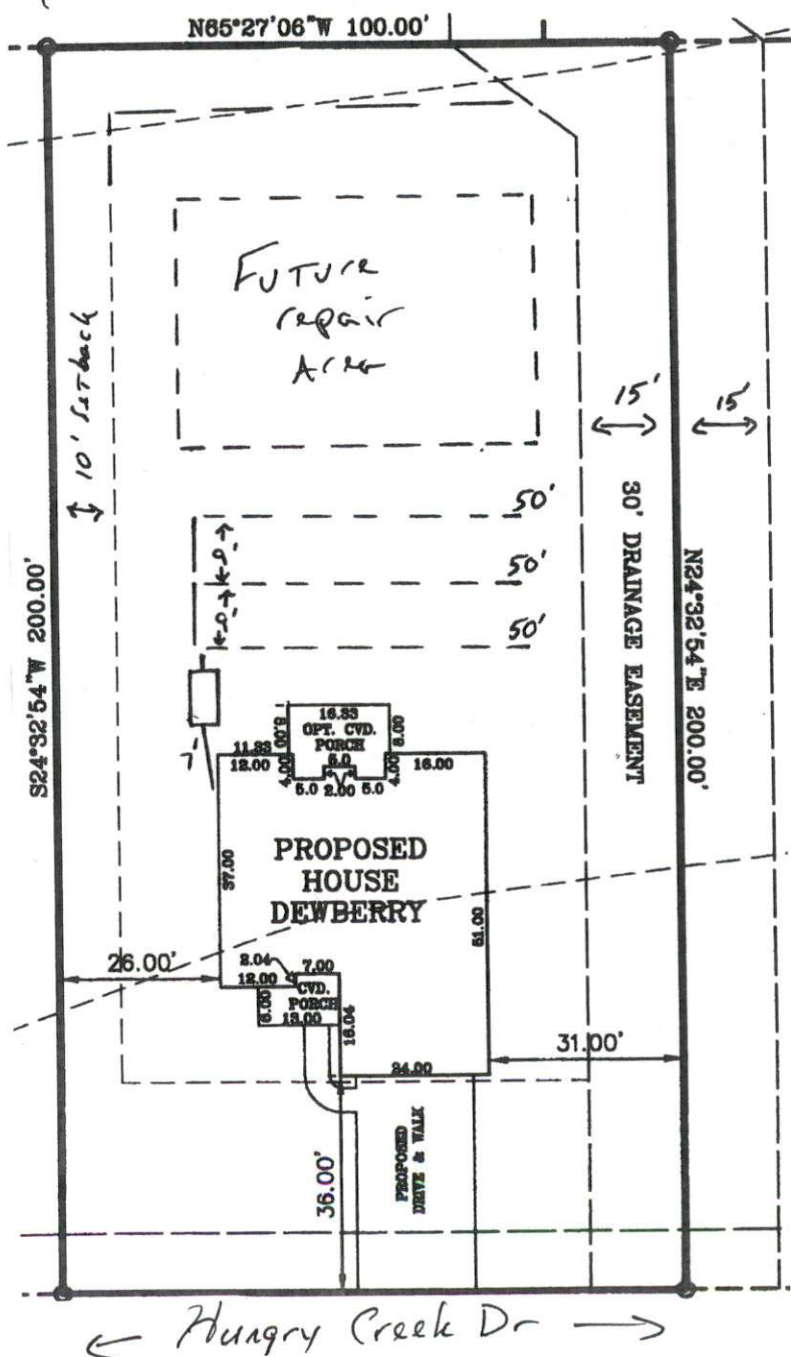 N65°27'06"W 100.00'
Future
repair
Area
10' Setback
15'
15'
50'
50'
50'
30' DRAINAGE EASEMENT
S24°32'54"W 200.00'
N24°32'54"E 200.00'
16.33
OPT. CVD.
PORCH
8.00
8.00
7'
11.33
12.00
4.00
5.0
6.0
2.00
5.0
4.00
16.00
PROPOSED
HOUSE
DEWBERRY
37.00
51.00
26.00'
2.04
7.00
12.00
CVD.
PORCH
6.00
13.00
16.04
31.00'
24.00
36.00'
PROPOSED
DRIVE & WALK
← Hungry Creek Dr →